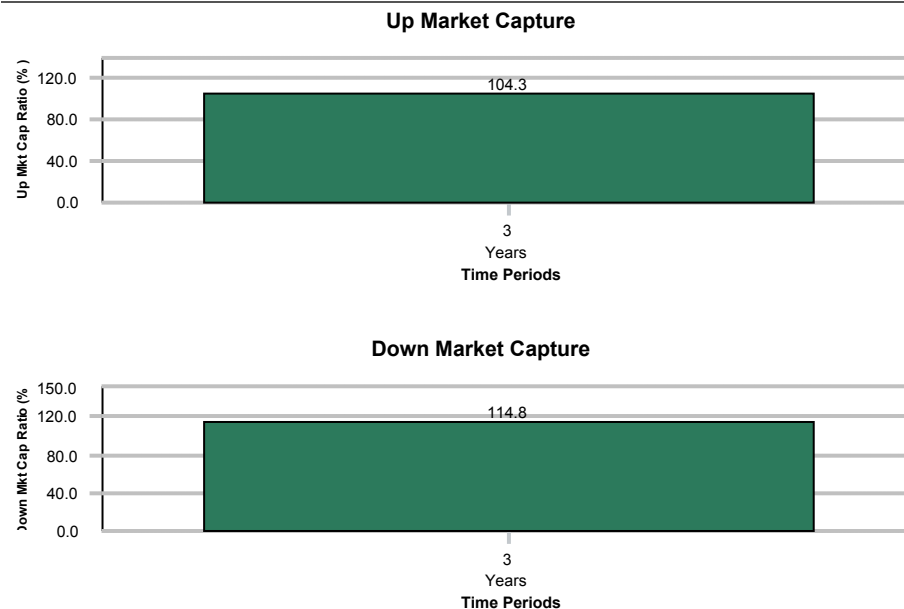 Up Market Capture
Up Mkt Cap Ratio (% )
120.0
80.0
40.0
0.0
104.3
3
Years
Time Periods
Down Market Capture
Down Mkt Cap Ratio (%
150.0
120.0
80.0
40.0
0.0
114.8
3
Years
Time Periods